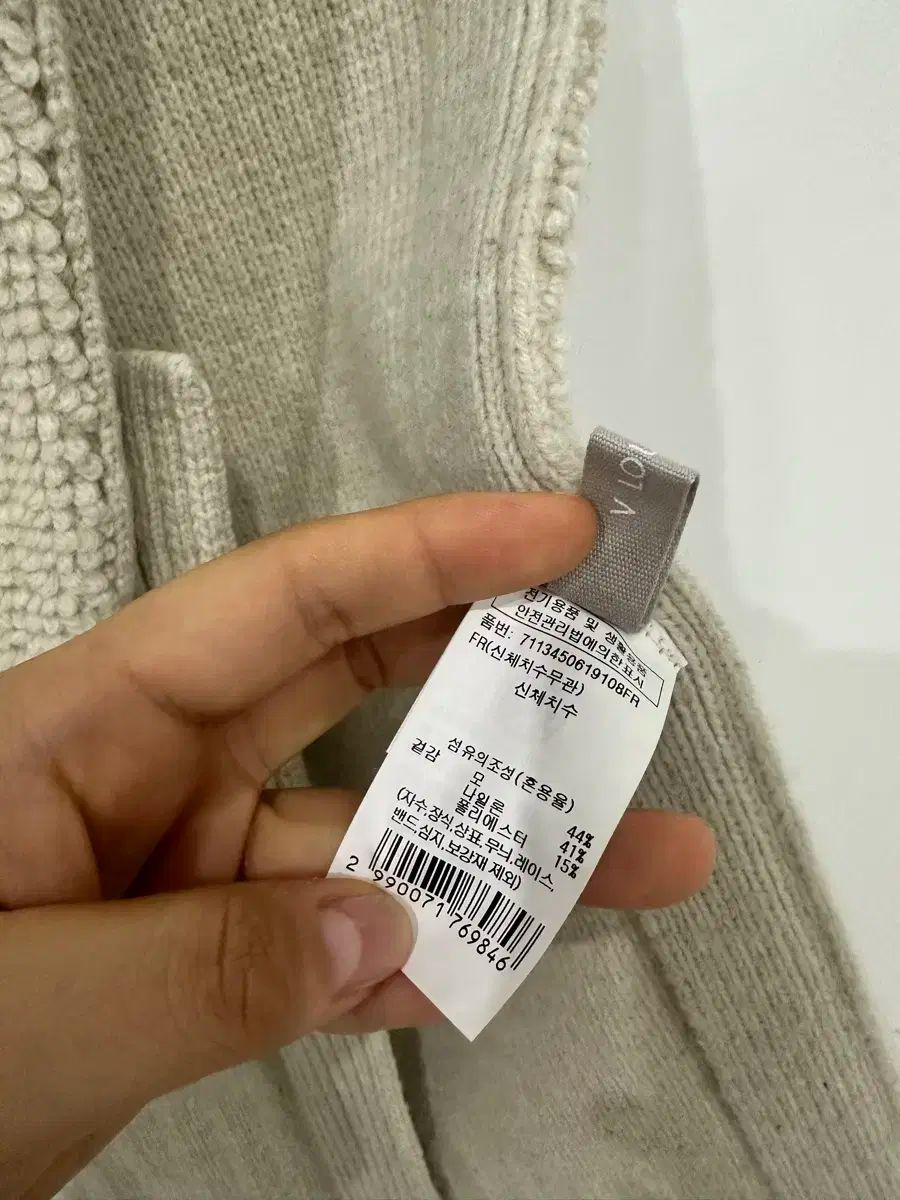 V LO
전기용품 및 생활용품
안전관리법에의한표시
품번: 7113450619108FR
FR(신체치수무관)
신체치수
섬유의조성(혼용율)
겉감 모 44%
나일론 41%
폴리에스터 15%
(자수,장식,상표,무늬,레이스,
밴드,심지,보강재 제외)
2 990071 769846